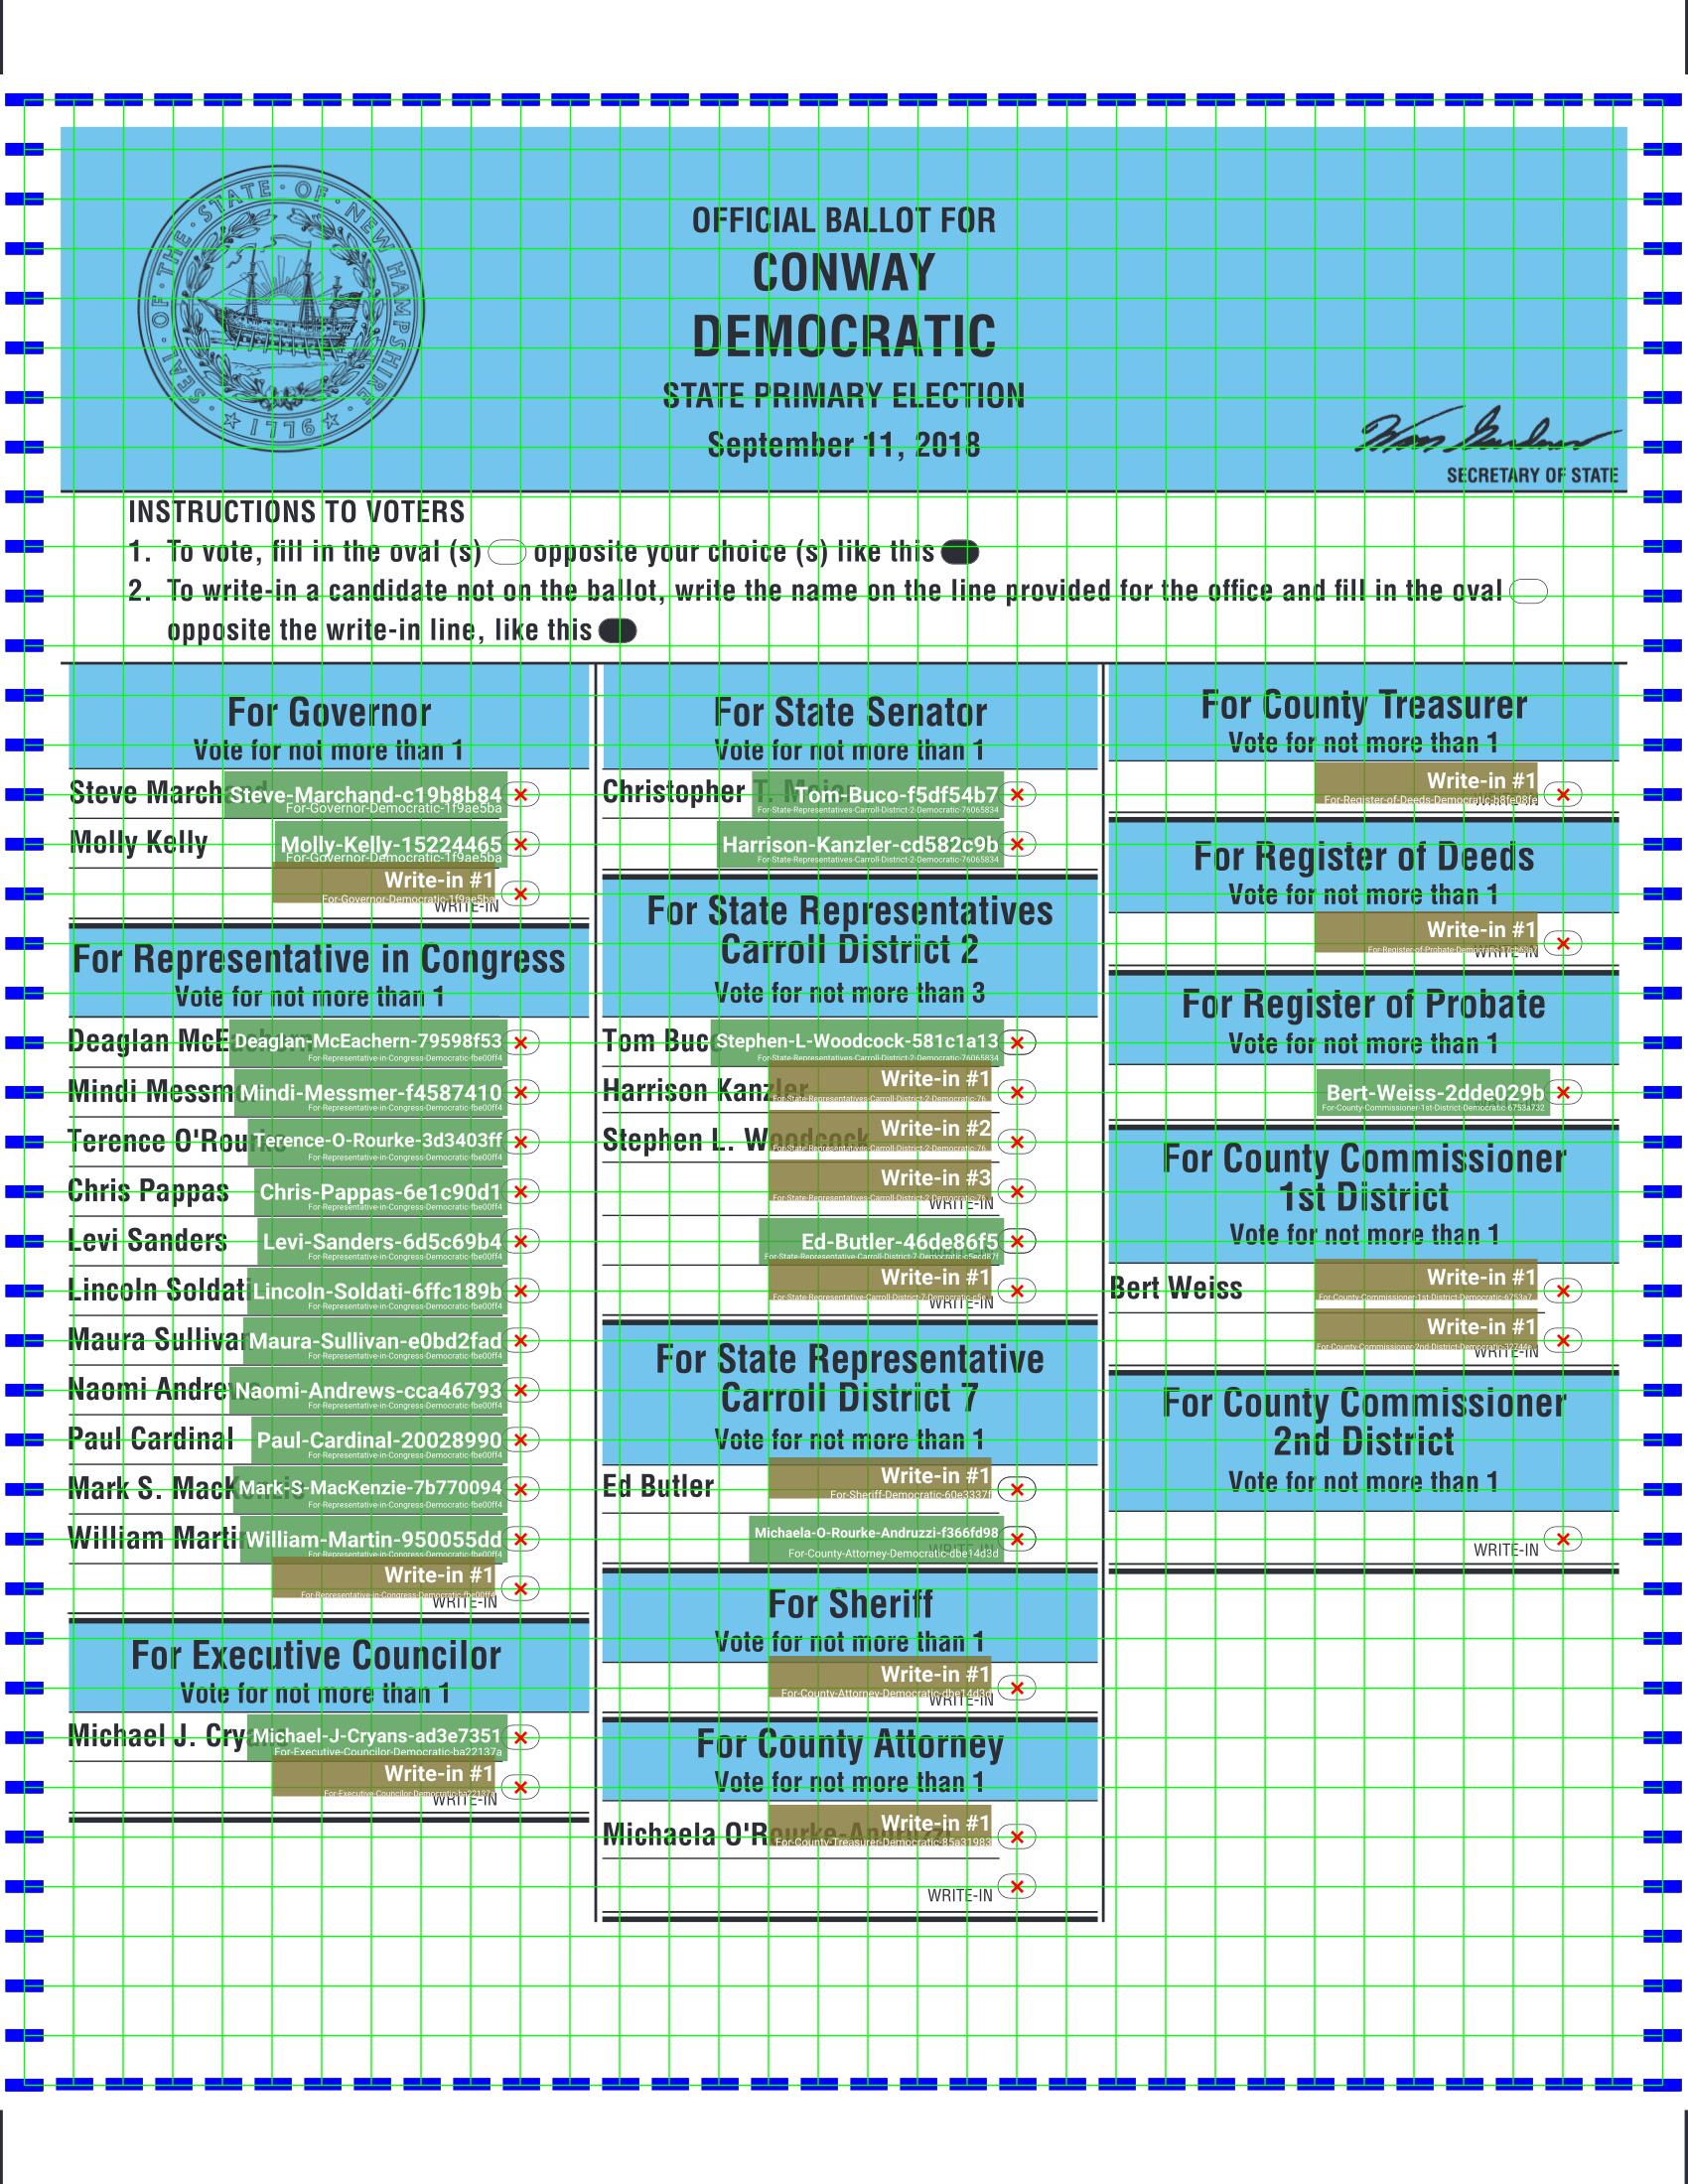 SEAL · OF · THE · STATE · OF · NEW HAMPSHIRE · 1776
OFFICIAL BALLOT FOR
CONWAY
DEMOCRATIC
STATE PRIMARY ELECTION
September 11, 2018
SECRETARY OF STATE
INSTRUCTIONS TO VOTERS
1. To vote, fill in the oval (s) opposite your choice (s) like this
2. To write-in a candidate not on the ballot, write the name on the line provided for the office and fill in the oval
opposite the write-in line, like this
For Governor
Vote for not more than 1
Steve Marchand
Steve-Marchand-c19b8b84
For-Governor-Democratic-1f9ae5ba
Molly Kelly
Molly-Kelly-15224465
For-Governor-Democratic-1f9ae5ba
Write-in #1
For-Governor-Democratic-1f9ae5ba
WRITE-IN
For Representative in Congress
Vote for not more than 1
Deaglan McEachern
Deaglan-McEachern-79598f53
For-Representative-in-Congress-Democratic-fbe00ff4
Mindi Messm
Mindi-Messmer-f4587410
For-Representative-in-Congress-Democratic-fbe00ff4
Terence O'Rourke
Terence-O-Rourke-3d3403ff
For-Representative-in-Congress-Democratic-fbe00ff4
Chris Pappas
Chris-Pappas-6e1c90d1
For-Representative-in-Congress-Democratic-fbe00ff4
Levi Sanders
Levi-Sanders-6d5c69b4
For-Representative-in-Congress-Democratic-fbe00ff4
Lincoln Soldati
Lincoln-Soldati-6ffc189b
For-Representative-in-Congress-Democratic-fbe00ff4
Maura Sullivan
Maura-Sullivan-e0bd2fad
For-Representative-in-Congress-Democratic-fbe00ff4
Naomi Andrews
Naomi-Andrews-cca46793
For-Representative-in-Congress-Democratic-fbe00ff4
Paul Cardinal
Paul-Cardinal-20028990
For-Representative-in-Congress-Democratic-fbe00ff4
Mark S. MacKenzie
Mark-S-MacKenzie-7b770094
For-Representative-in-Congress-Democratic-fbe00ff4
William Martin
William-Martin-950055dd
For-Representative-in-Congress-Democratic-fbe00ff4
Write-in #1
For-Representative-in-Congress-Democratic-fbe00ff4
WRITE-IN
For Executive Councilor
Vote for not more than 1
Michael J. Cryans
Michael-J-Cryans-ad3e7351
For-Executive-Councilor-Democratic-ba22137a
Write-in #1
For-Executive-Councilor-Democratic-ba22137a
WRITE-IN
For State Senator
Vote for not more than 1
Christopher T. Meier
Tom-Buco-f5df54b7
For-State-Representatives-Carroll-District-2-Democratic-76065834
Harrison-Kanzler-cd582c9b
For-State-Representatives-Carroll-District-2-Democratic-76065834
For State Representatives
Carroll District 2
Vote for not more than 3
Tom Buco
Stephen-L-Woodcock-581c1a13
For-State-Representatives-Carroll-District-2-Democratic-76065834
Harrison Kanzler
Write-in #1
For-State-Representatives-Carroll-District-2-Democratic-76
Stephen L. Woodcock
Write-in #2
For-State-Representatives-Carroll-District-2-Democratic-76
Write-in #3
For-State-Representatives-Carroll-District-2-Democratic-76
WRITE-IN
Ed-Butler-46de86f5
For-State-Representative-Carroll-District-7-Democratic-c5ecd87f
Write-in #1
For-State-Representative-Carroll-District-7-Democratic
WRITE-IN
For State Representative
Carroll District 7
Vote for not more than 1
Ed Butler
Write-in #1
For-Sheriff-Democratic-60e3337f
Michaela-O-Rourke-Andruzzi-f366fd98
For-County-Attorney-Democratic-dbe14d3d
WRITE-IN
For Sheriff
Vote for not more than 1
Write-in #1
For-County-Attorney-Democratic-dbe14d3d
WRITE-IN
For County Attorney
Vote for not more than 1
Michaela O'Rourke-Andruzzi
Write-in #1
For-County-Treasurer-Democratic-85a31983
WRITE-IN
For County Treasurer
Vote for not more than 1
Write-in #1
For-Register-of-Deeds-Democratic-b8fe08fe
For Register of Deeds
Vote for not more than 1
Write-in #1
For-Register-of-Probate-Democratic-37cb63a7
WRITE-IN
For Register of Probate
Vote for not more than 1
Bert-Weiss-2dde029b
For-County-Commissioner-1st-District-Democratic-6753a732
For County Commissioner
1st District
Vote for not more than 1
Bert Weiss
Write-in #1
For-County-Commissioner-1st-District-Democratic-6753a7
Write-in #1
For-County-Commissioner-2nd-District-Democratic
WRITE-IN
For County Commissioner
2nd District
Vote for not more than 1
WRITE-IN